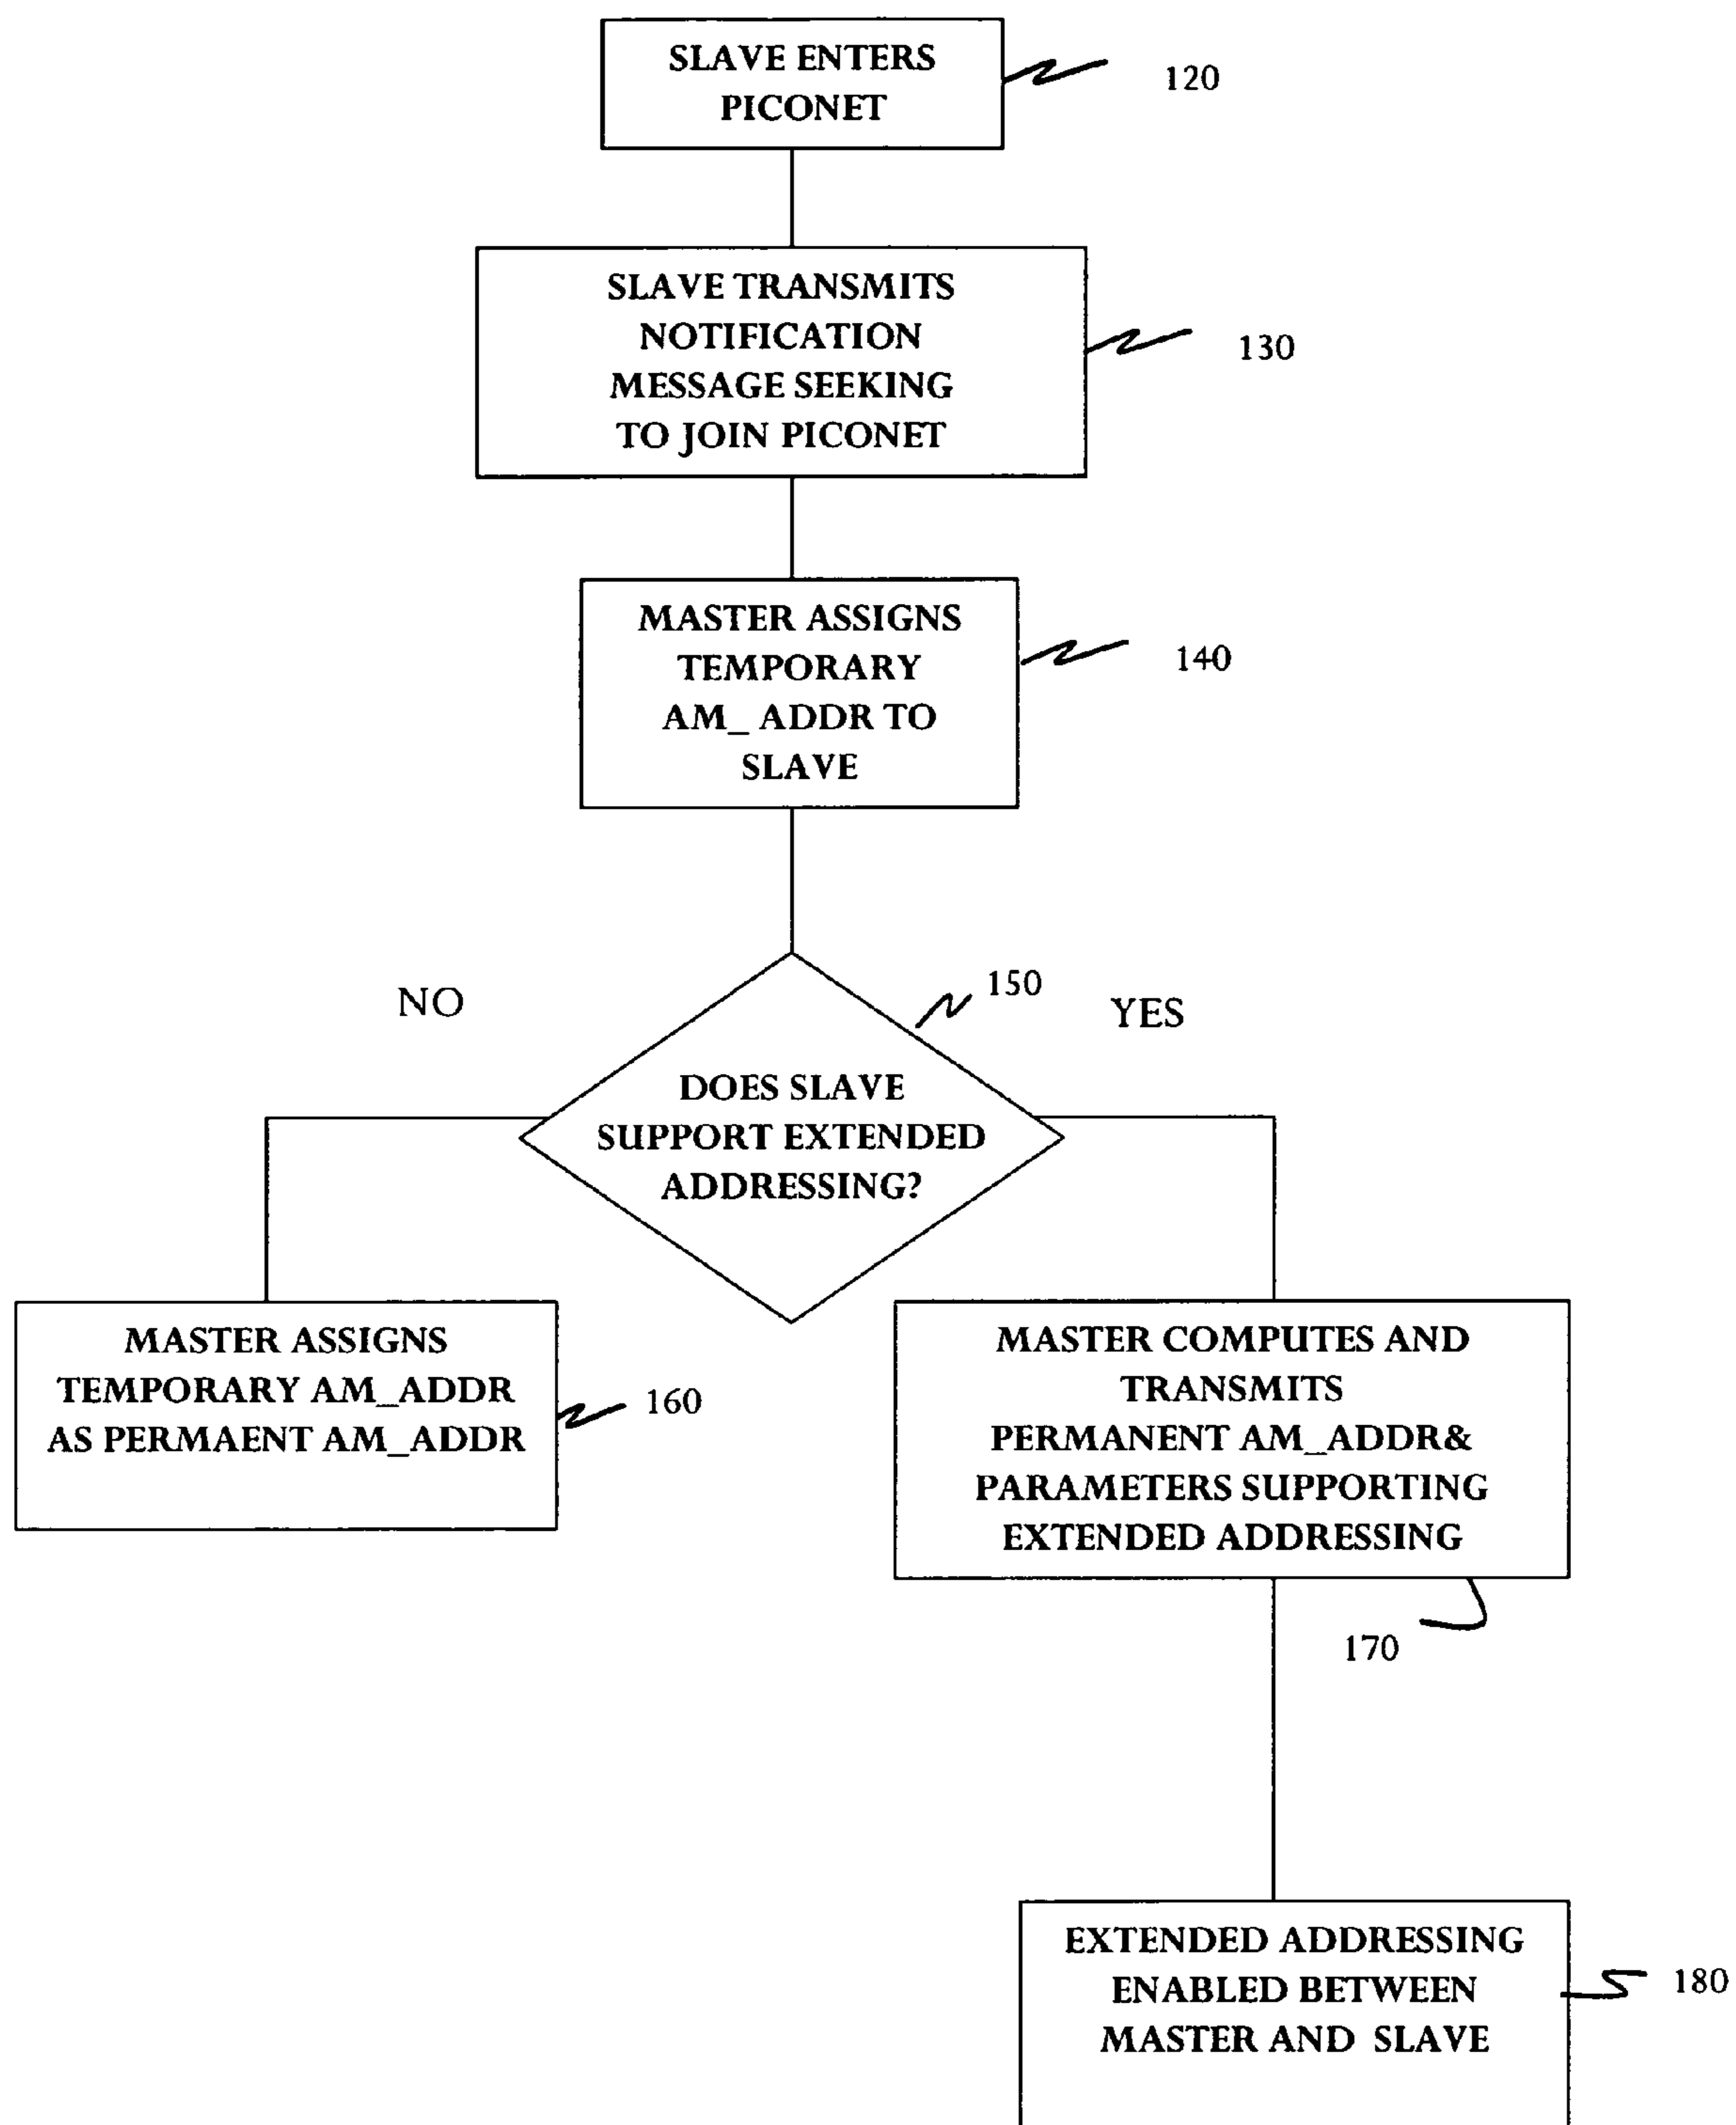 SLAVE ENTERS
PICONET
120
SLAVE TRANSMITS
NOTIFICATION
MESSAGE SEEKING
TO JOIN PICONET
130
MASTER ASSIGNS
TEMPORARY
AM_ ADDR TO
SLAVE
140
NO
150
YES
DOES SLAVE
SUPPORT EXTENDED
ADDRESSING?
MASTER ASSIGNS
TEMPORARY AM_ADDR
AS PERMAENT AM_ADDR
160
MASTER COMPUTES AND
TRANSMITS
PERMANENT AM_ADDR&
PARAMETERS SUPPORTING
EXTENDED ADDRESSING
170
EXTENDED ADDRESSING
ENABLED BETWEEN
MASTER AND SLAVE
180